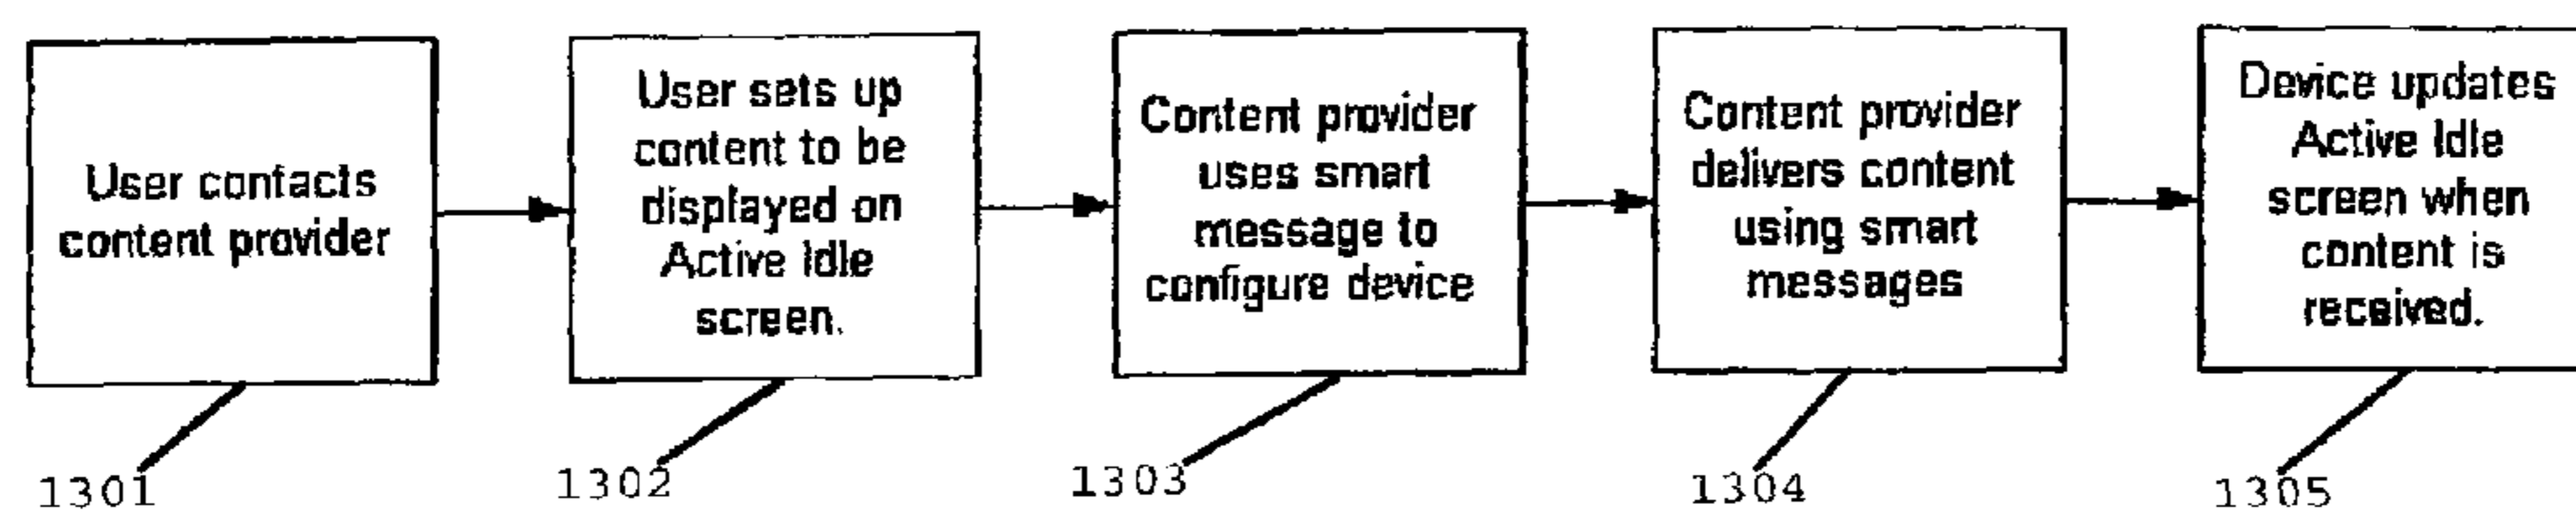 User contacts
content provider
User sets up
content to be
displayed on
Active Idle
screen.
Content provider
uses smart
message to
configure device
Content provider
delivers content
using smart
messages
Device updates
Active Idle
screen when
content is
received.
1301
1302
1303
1304
1305